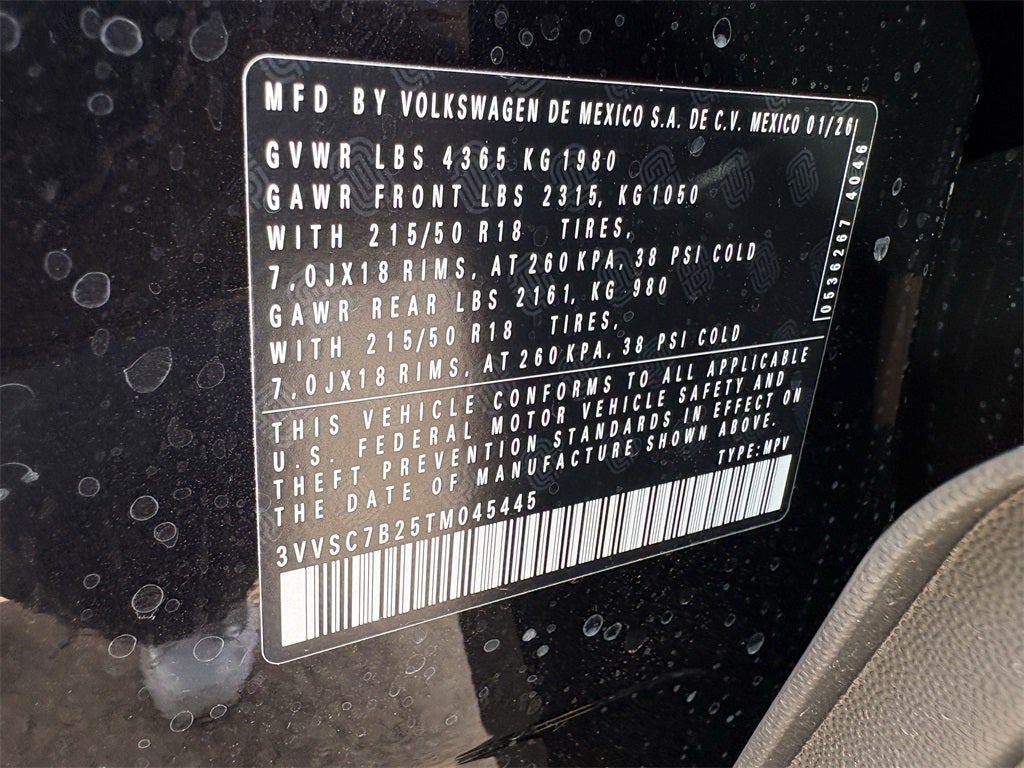 MFD BY VOLKSWAGEN DE MEXICO S.A. DE C.V. MEXICO 01/26
GVWR LBS 4365 KG 1980
GAWR FRONT LBS 2315, KG 1050
WITH 215/50 R18 TIRES,
7,0JX18 RIMS, AT 260 KPA, 38 PSI COLD
GAWR REAR LBS 2161, KG 980
WITH 215/50 R18 TIRES,
7,0JX18 RIMS, AT 260 KPA, 38 PSI COLD
0536267 4046
THIS VEHICLE CONFORMS TO ALL APPLICABLE
U.S. FEDERAL MOTOR VEHICLE SAFETY AND
THEFT PREVENTION STANDARDS IN EFFECT ON
THE DATE OF MANUFACTURE SHOWN ABOVE.
3VVSC7B25TM045445 TYPE: MPV